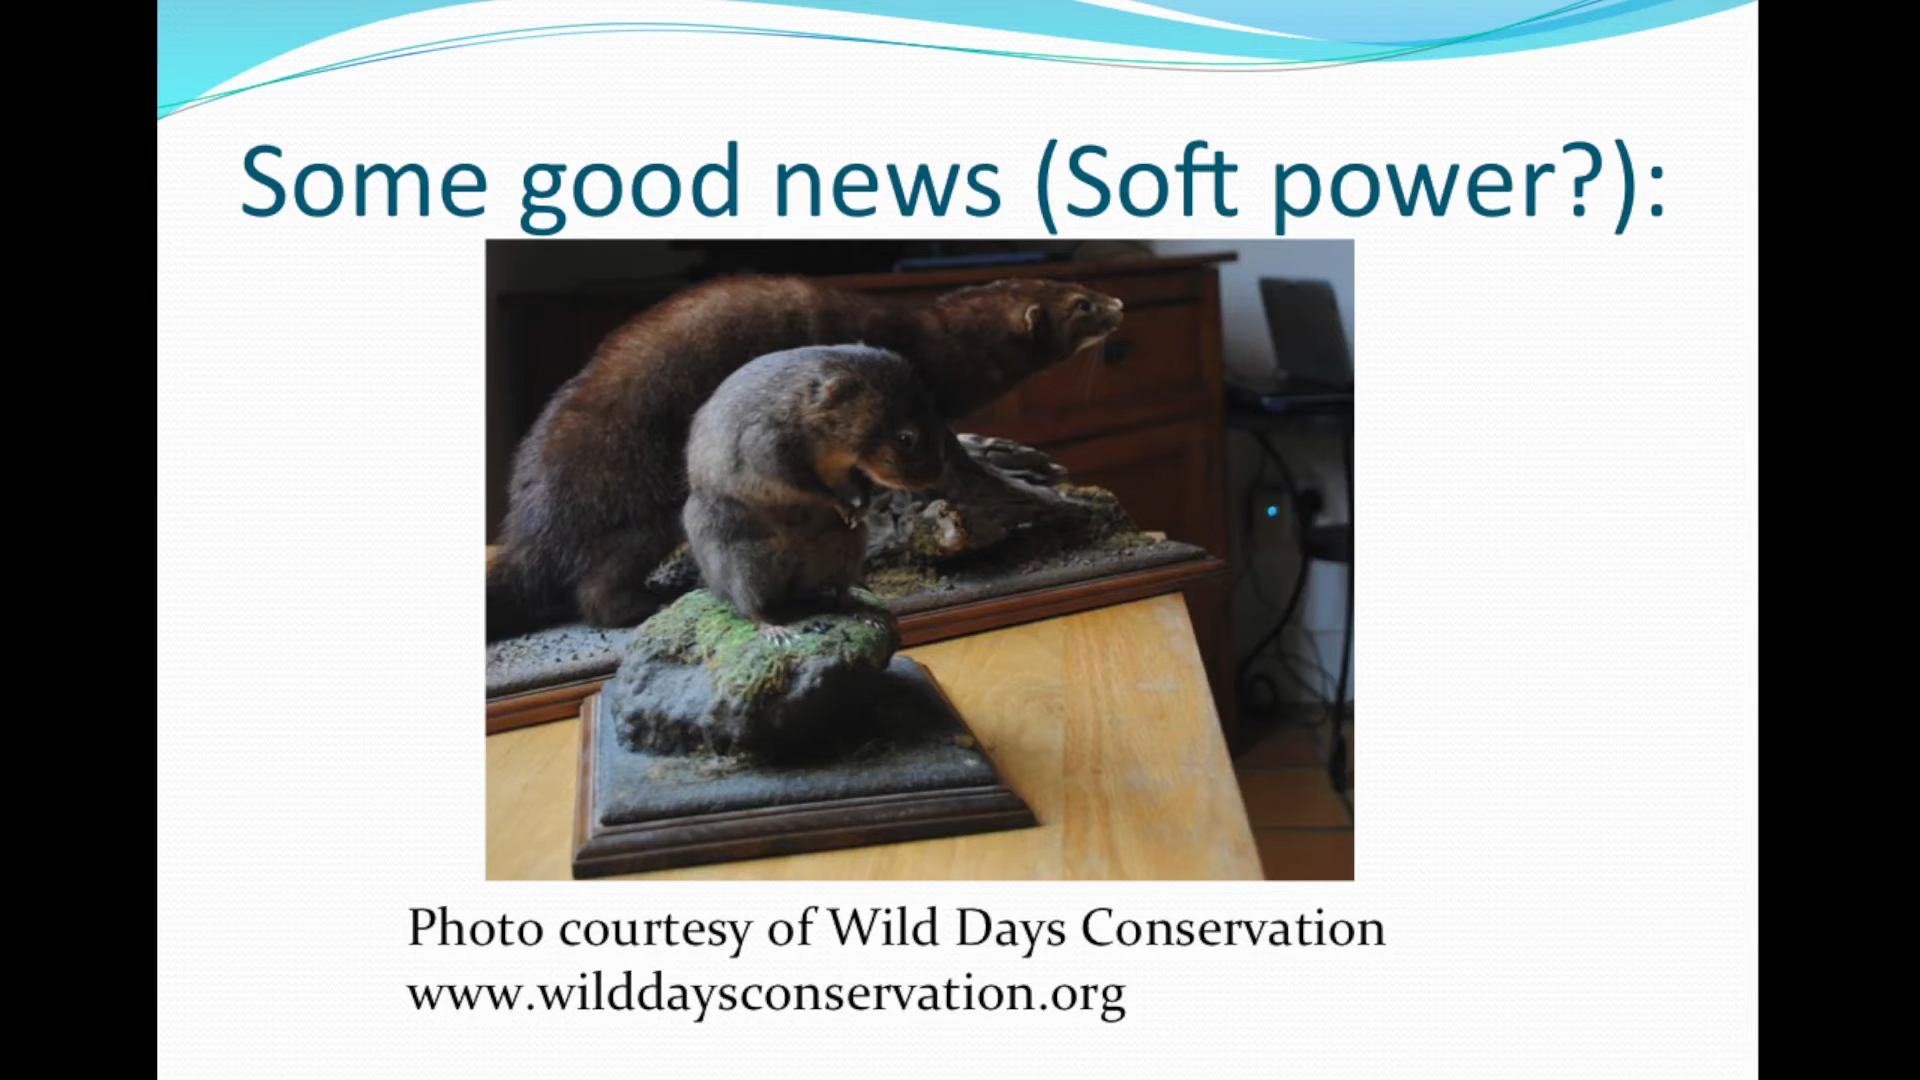 Some good news (Soft power?):
Photo courtesy of Wild Days Conservation
www.wilddaysconservation.org